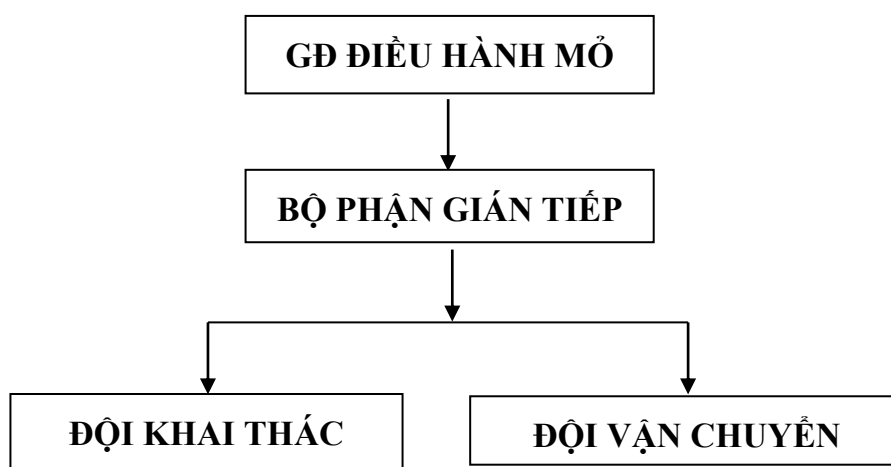 GĐ ĐIỀU HÀNH MỎ
BỘ PHẬN GIÁN TIẾP
ĐỘI KHAI THÁC
ĐỘI VẬN CHUYỂN